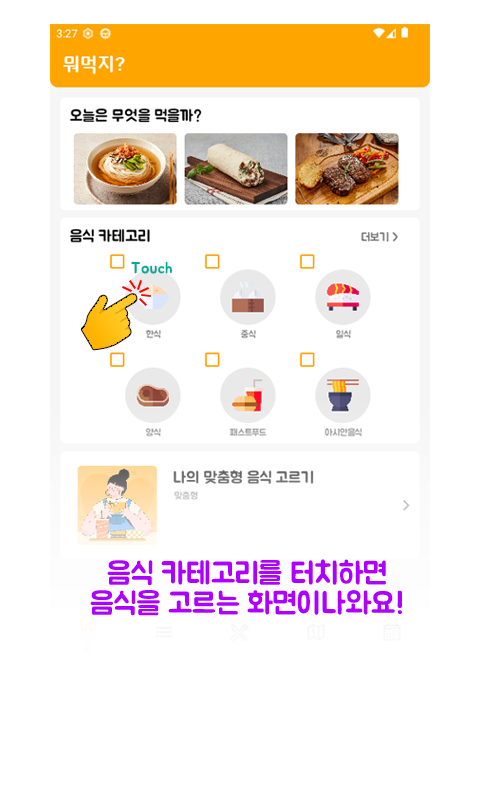 3:27
뭐먹지?
오늘은 무엇을 먹을까?
음식 카테고리
더보기
Touch
한식
중식
일식
양식
패스트푸드
아시안음식
나의 맞춤형 음식 고르기
맞춤형
음식 카테고리를 터치하면
음식을 고르는 화면이나와요!